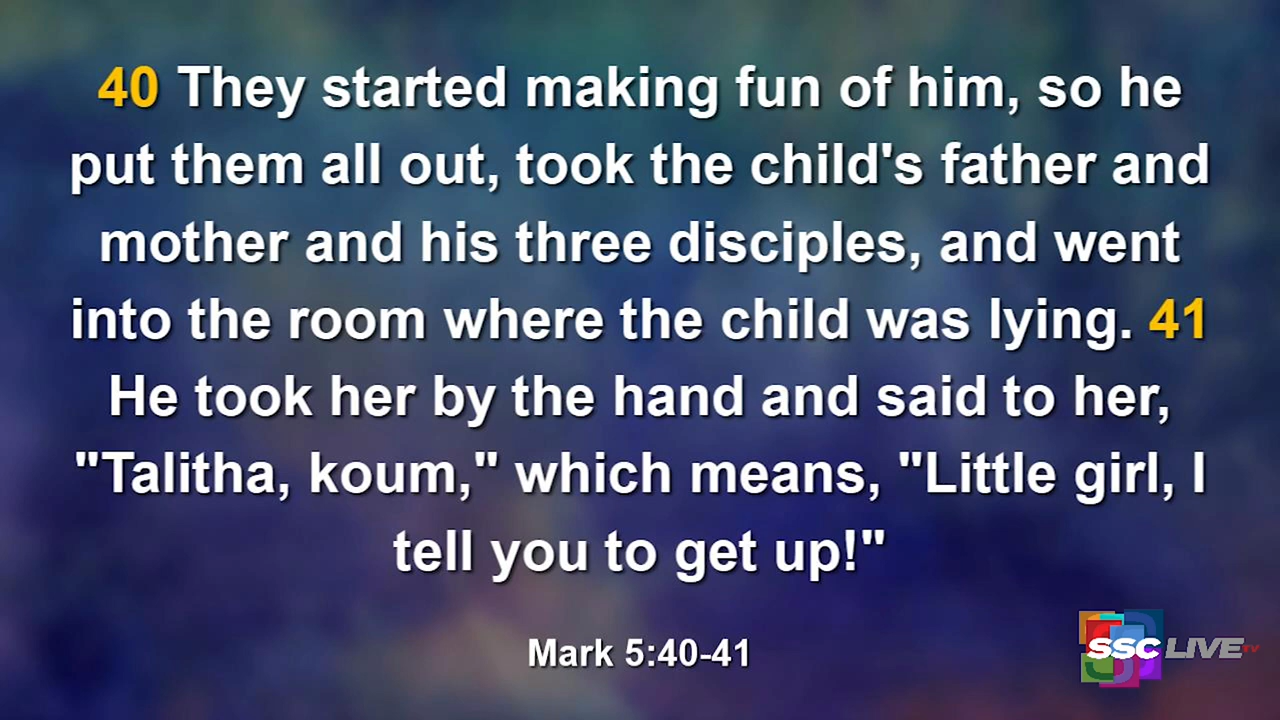 40 They started making fun of him, so he
put them all out, took the child's father and
mother and his three disciples, and went
into the room where the child was lying. 41
He took her by the hand and said to her,
"Talitha, koum," which means, "Little girl, I
tell you to get up!"
Mark 5:40-41
SSC LIVE TV